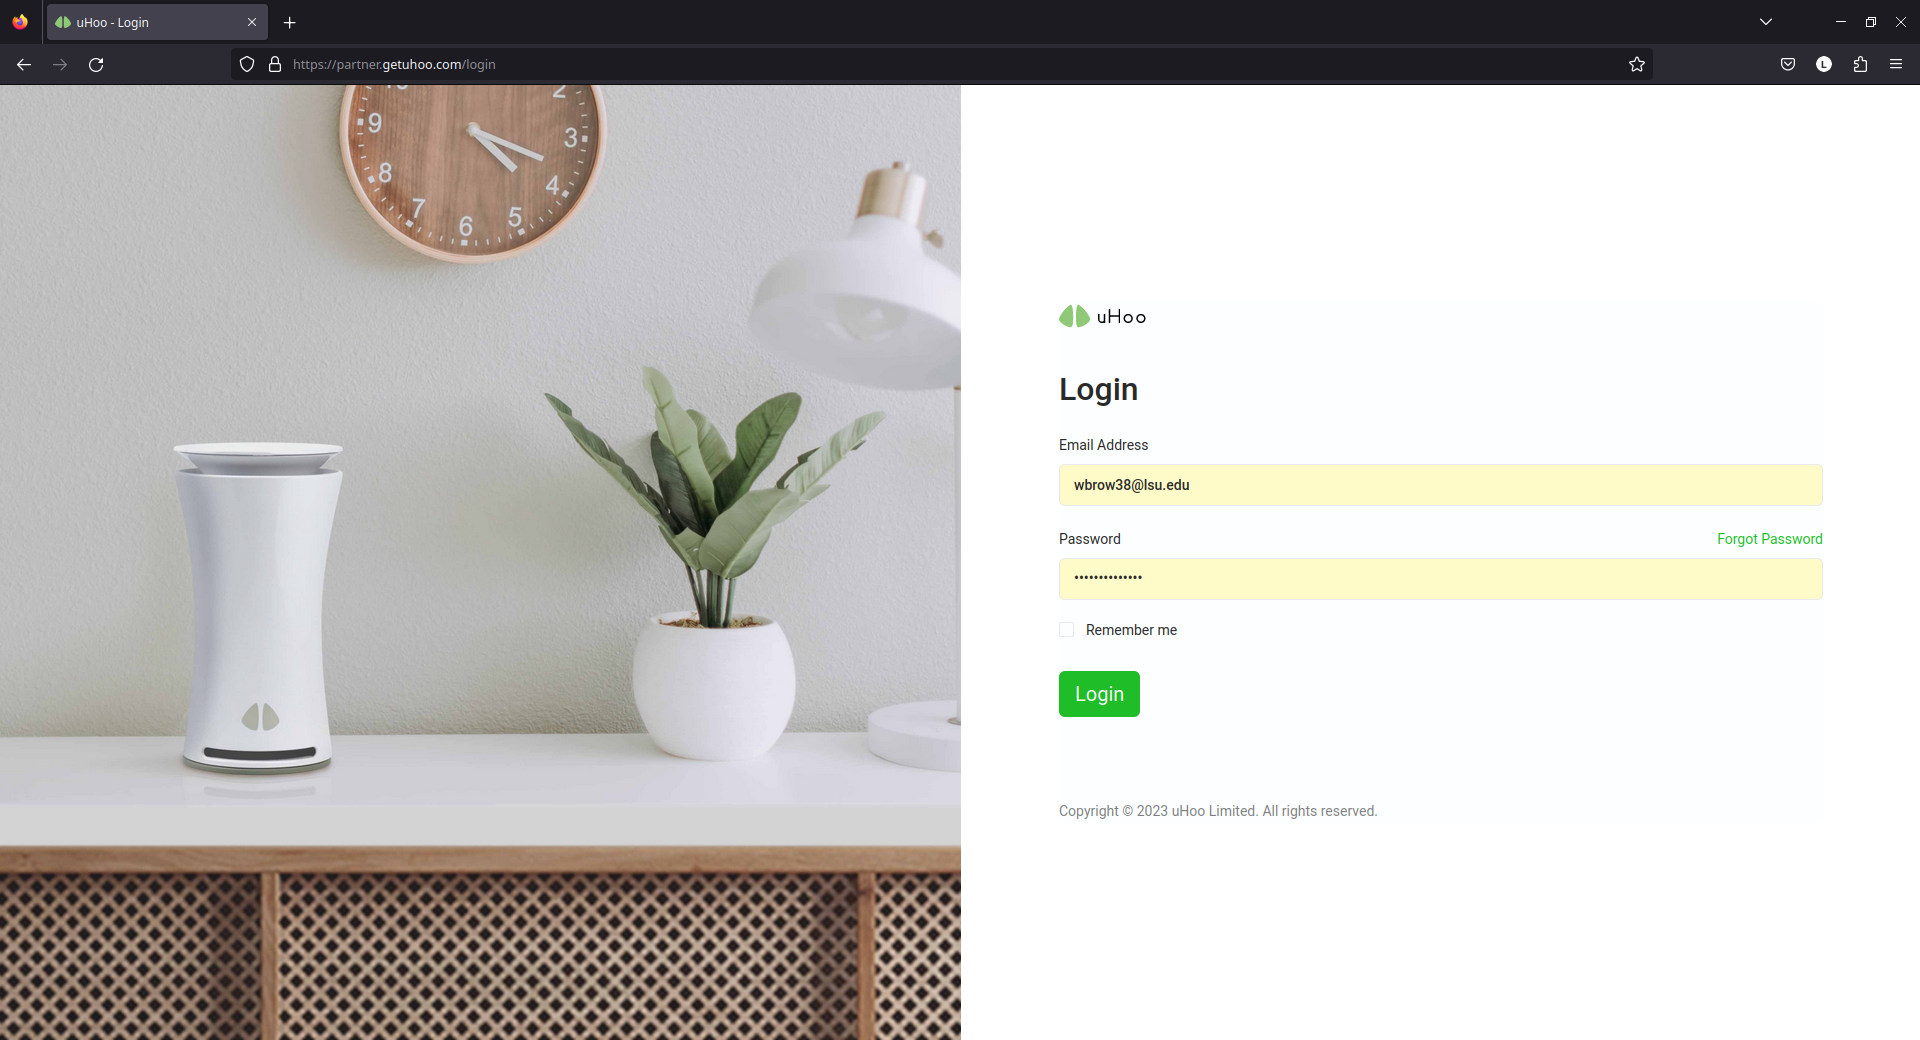 uHoo - Login
https://partner.getuhoo.com/login
L
10
2
9
3
8
4
7
5
6
uHoo
Login
Email Address
wbrow38@lsu.edu
Password
Forgot Password
••••••••••••••
Remember me
Login
Copyright © 2023 uHoo Limited. All rights reserved.